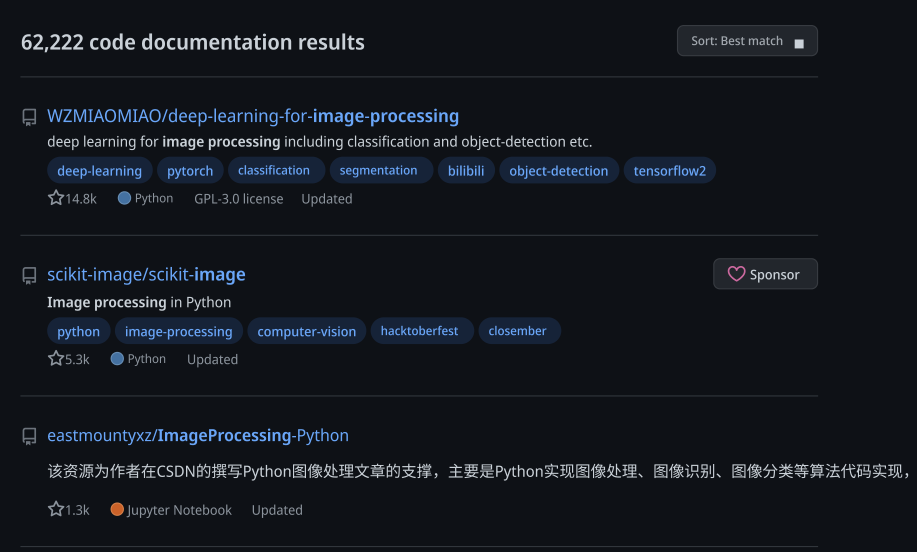 62,222 code documentation results
Sort: Best match
WZMIAOMIAO/deep-learning-for-image-processing
deep learning for image processing including classification and object-detection etc.
deep-learning pytorch classification segmentation bilibili object-detection tensorflow2
14.8k Python GPL-3.0 license Updated
scikit-image/scikit-image
Sponsor
Image processing in Python
python image-processing computer-vision hacktoberfest closember
5.3k Python Updated
eastmountyxz/ImageProcessing-Python
该资源为作者在CSDN的撰写Python图像处理文章的支撑，主要是Python实现图像处理、图像识别、图像分类等算法代码实现，
1.3k Jupyter Notebook Updated